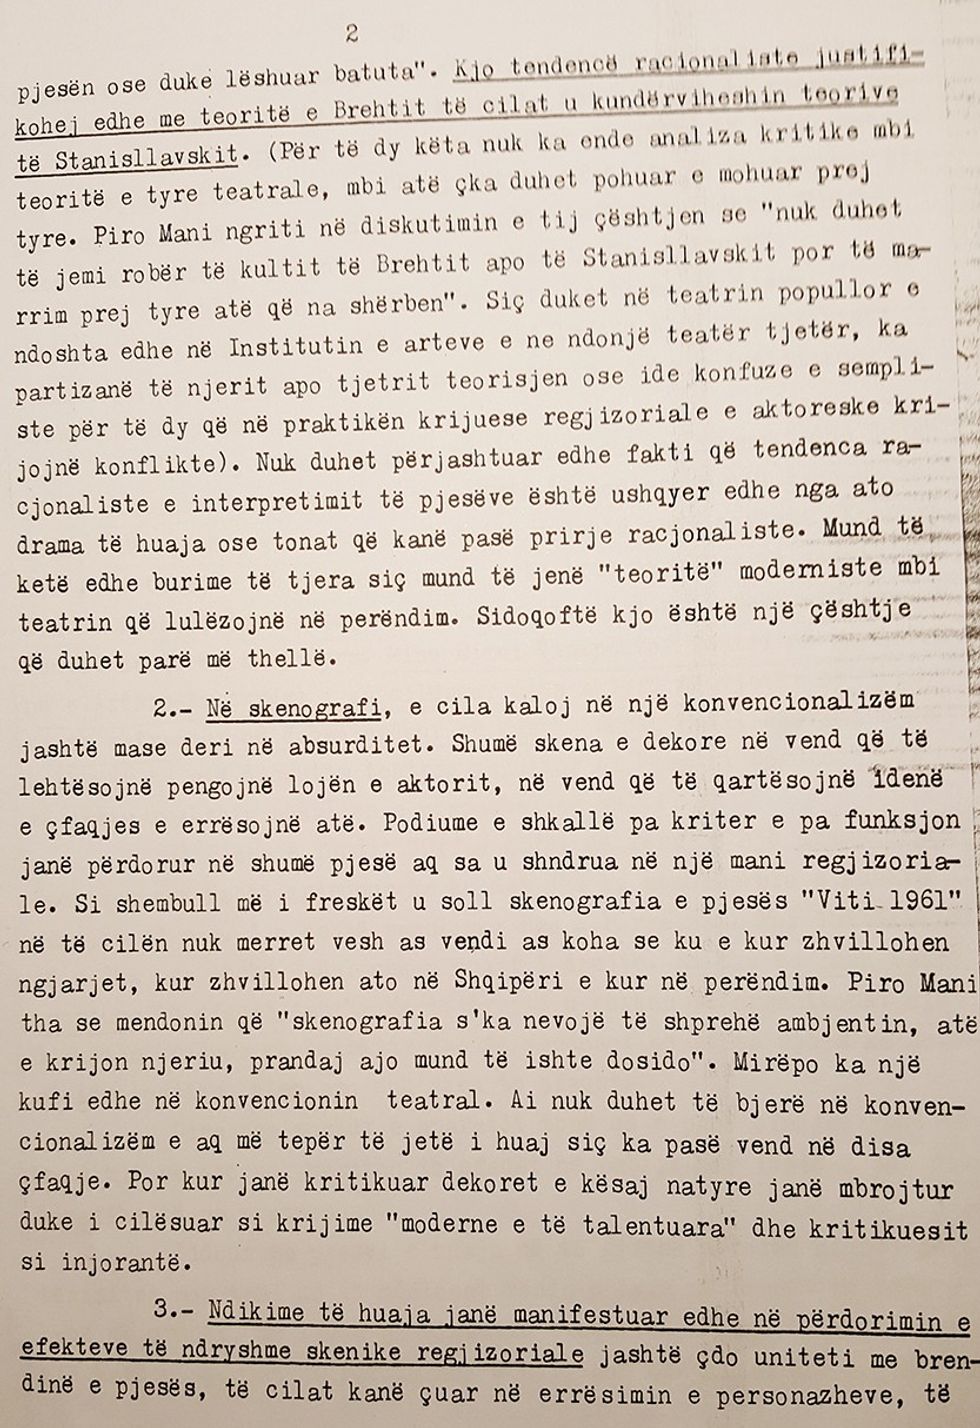 2
pjesën ose duke lëshuar batuta". Kjo tendencë racionaliste justifi-
kohej edhe me teoritë e Brehtit të cilat u kundërviheshin teorive
të Stanisllavskit. (Për të dy këta nuk ka ende analiza kritike mbi
teoritë e tyre teatrale, mbi atë çka duhet pohuar e mohuar prej
tyre. Piro Mani ngriti në diskutimin e tij çështjen se "nuk duhet
të jemi robër të kultit të Brehtit apo të Stanisllavskit por të ma-
rrim prej tyre atë që na shërben". Siç duket në teatrin popullor e
ndoshta edhe në Institutin e arteve e ne ndonjë teatër tjetër, ka
partizanë të njerit apo tjetrit teorisjen ose ide konfuze e sempli-
ste për të dy që në praktikën krijuese regjizoriale e aktoreske kri-
jojnë konflikte). Nuk duhet përjashtuar edhe fakti që tendenca ra-
cjonaliste e interpretimit të pjesëve është ushqyer edhe nga ato
drama të huaja ose tonat që kanë pasë prirje racjonaliste. Mund të
ketë edhe burime të tjera siç mund të jenë "teoritë" moderniste mbi
teatrin që lulëzojnë në perëndim. Sidoqoftë kjo është një çështje
që duhet parë më thellë.
2.- Në skenografi, e cila kaloj në një konvencionalizëm
jashtë mase deri në absurditet. Shumë skena e dekore në vend që të
lehtësojnë pengojnë lojën e aktorit, në vend që të qartësojnë idenë
e çfaqjes e errësojnë atë. Podiume e shkallë pa kriter e pa funksjon
janë përdorur në shumë pjesë aq sa u shndrua në një mani regjizoria-
le. Si shembull më i freskët u soll skenografia e pjesës "Viti 1961"
në të cilën nuk merret vesh as vendi as koha se ku e kur zhvillohen
ngjarjet, kur zhvillohen ato në Shqipëri e kur në perëndim. Piro Mani
tha se mendonin që "skenografia s'ka nevojë të shprehë ambjentin, atë
e krijon njeriu, prandaj ajo mund të ishte dosido". Mirëpo ka një
kufi edhe në konvencionin teatral. Ai nuk duhet të bjerë në konven-
cionalizëm e aq më tepër të jetë i huaj siç ka pasë vend në disa
çfaqje. Por kur janë kritikuar dekoret e kësaj natyre janë mbrojtur
duke i cilësuar si krijime "moderne e të talentuara" dhe kritikuesit
si injorantë.
3.- Ndikime të huaja janë manifestuar edhe në përdorimin e
efekteve të ndryshme skenike regjizoriale jashtë çdo uniteti me bren-
dinë e pjesës, të cilat kanë çuar në errësimin e personazheve, të